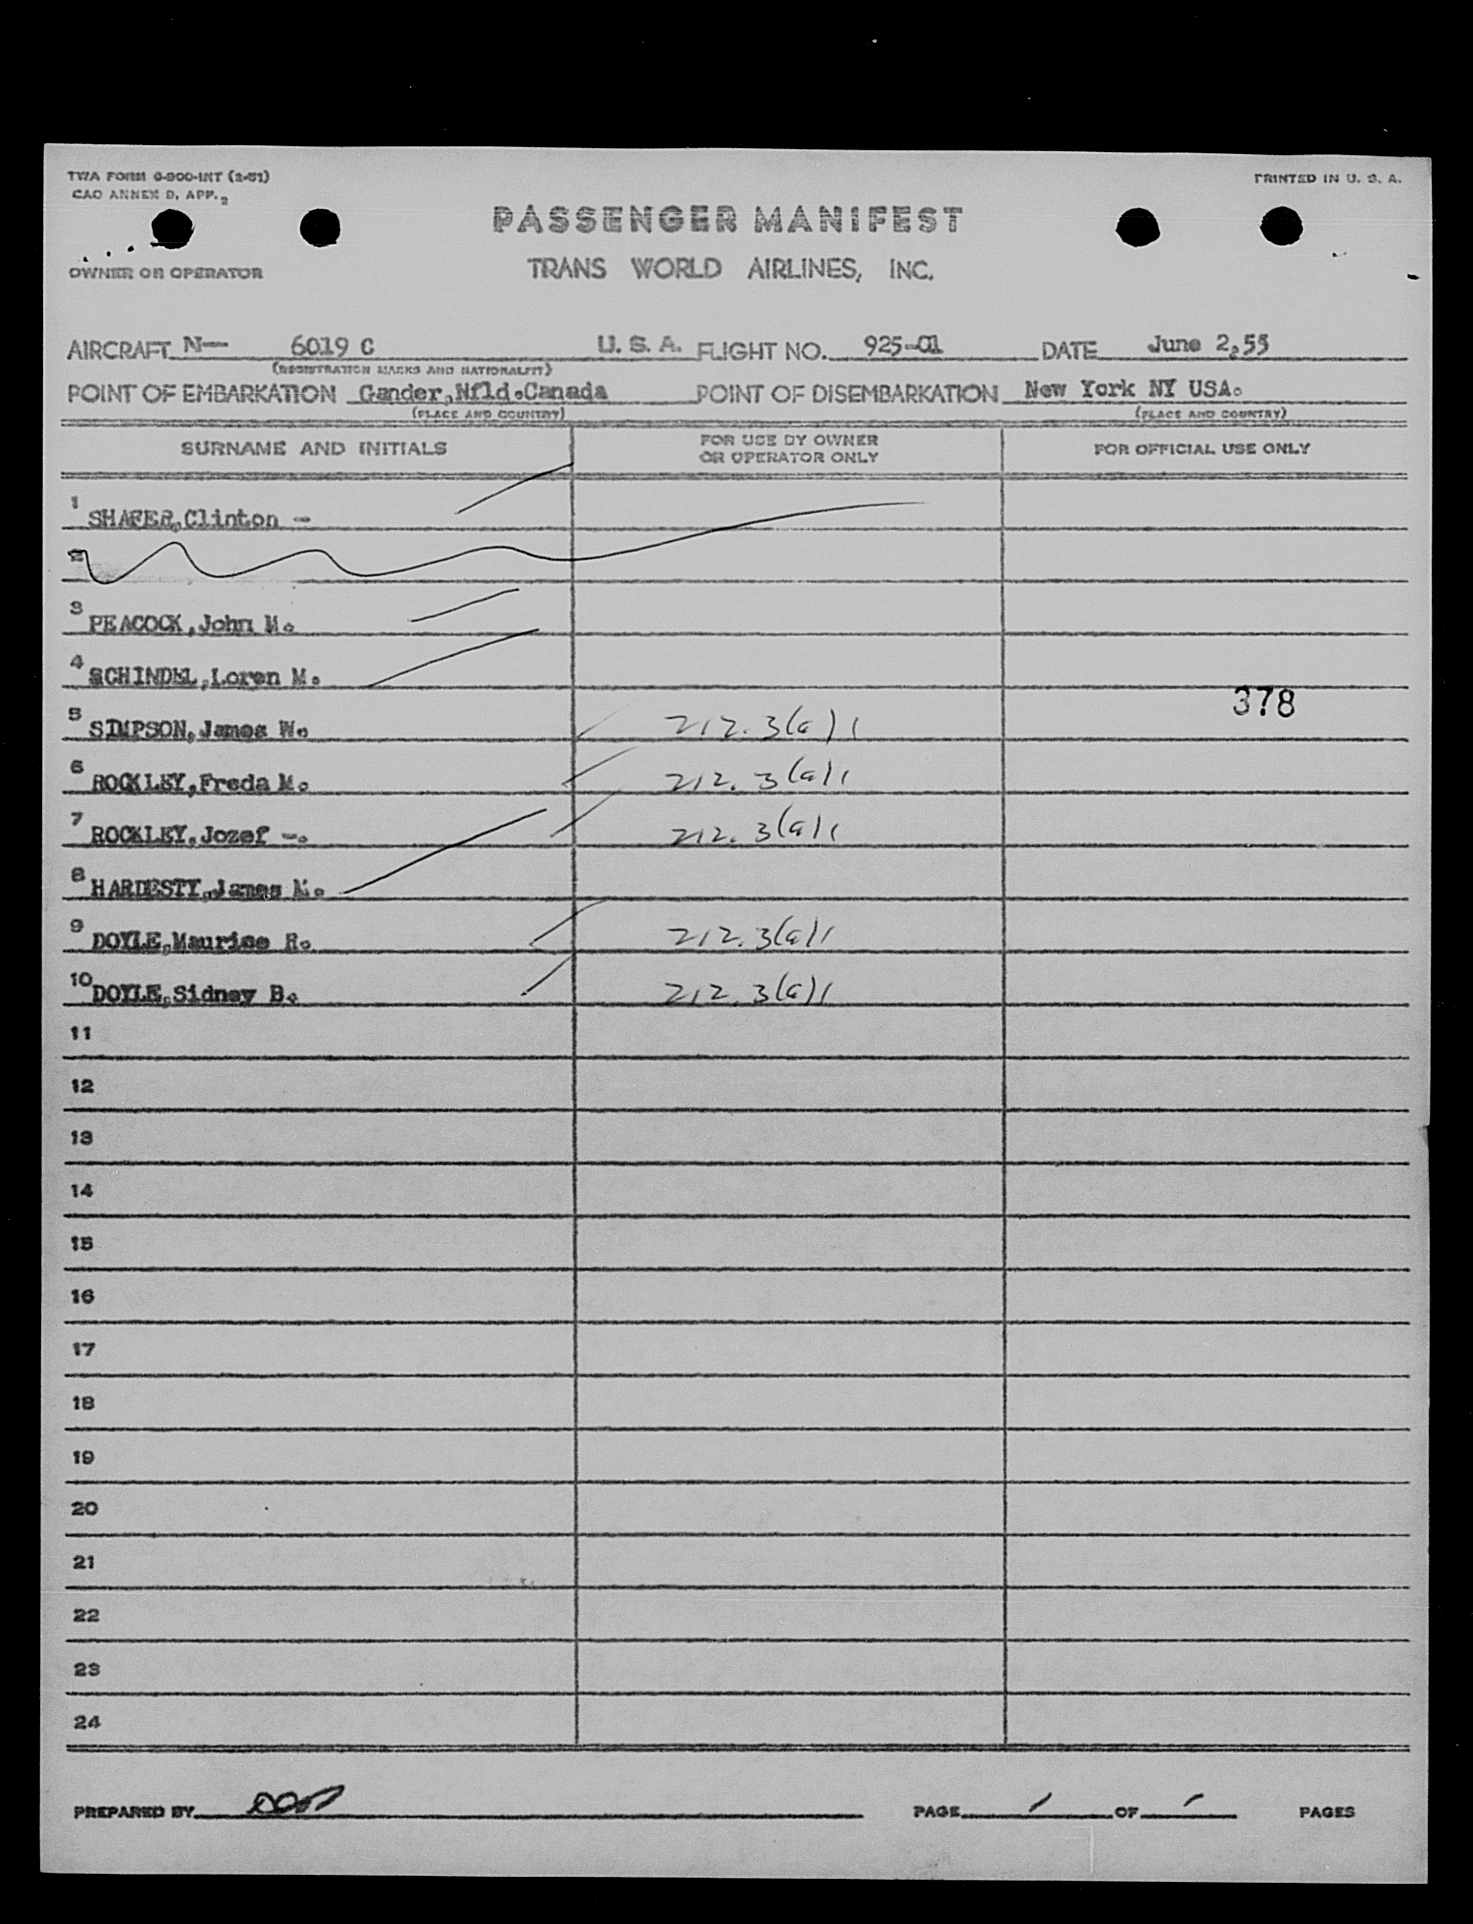 TWA FORM 6-900-INT (2-51)
PRINTED IN U. S. A.
CAO ANNEX 9, APP. 2
PASSENGER MANIFEST
OWNER OR OPERATOR
TRANS WORLD AIRLINES, INC.
AIRCRAFT N— 6019 C U. S. A. FLIGHT NO. 925-01 DATE June 2,55
(REGISTRATION MARKS AND NATIONALITY)
POINT OF EMBARKATION Gander,Nfld.Canada POINT OF DISEMBARKATION New York NY USA.
(PLACE AND COUNTRY) (PLACE AND COUNTRY)
SURNAME AND INITIALS FOR USE BY OWNER OR OPERATOR ONLY FOR OFFICIAL USE ONLY
1 SHAFER,Clinton -
2
3 PEACOCK,John M.
4 SCHINDEL,Loren M.
378
5 SIMPSON,James W. 212.3(a)1
6 ROCKLEY,Freda M. 212.3(a)1
7 ROCKLEY,Jozef -. 212.3(a)1
8 HARDESTY,James M.
9 DOYLE,Maurice R. 212.3(a)1
10 DOYLE,Sidney B. 212.3(a)1
11
12
13
14
15
16
17
18
19
20
21
22
23
24
PREPARED BY PAGE 1 OF 1 PAGES